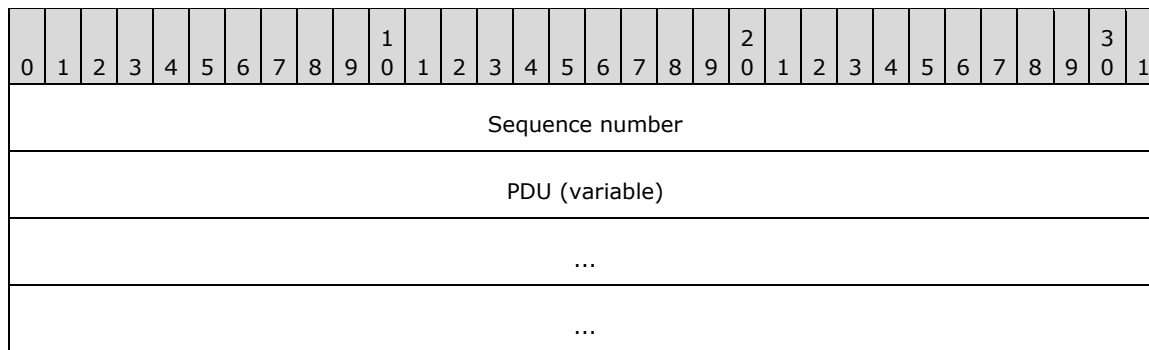 1 2 3
0 1 2 3 4 5 6 7 8 9 0 1 2 3 4 5 6 7 8 9 0 1 2 3 4 5 6 7 8 9 0 1
Sequence number
PDU (variable)
...
...